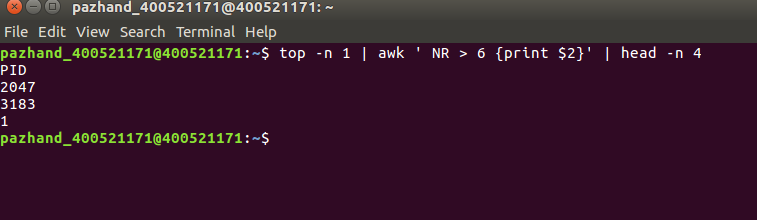 pazhand_400521171@400521171: ~
File Edit View Search Terminal Help
pazhand_400521171@400521171:~$ top -n 1 | awk ' NR > 6 {print $2}' | head -n 4
PID
2047
3183
1
pazhand_400521171@400521171:~$